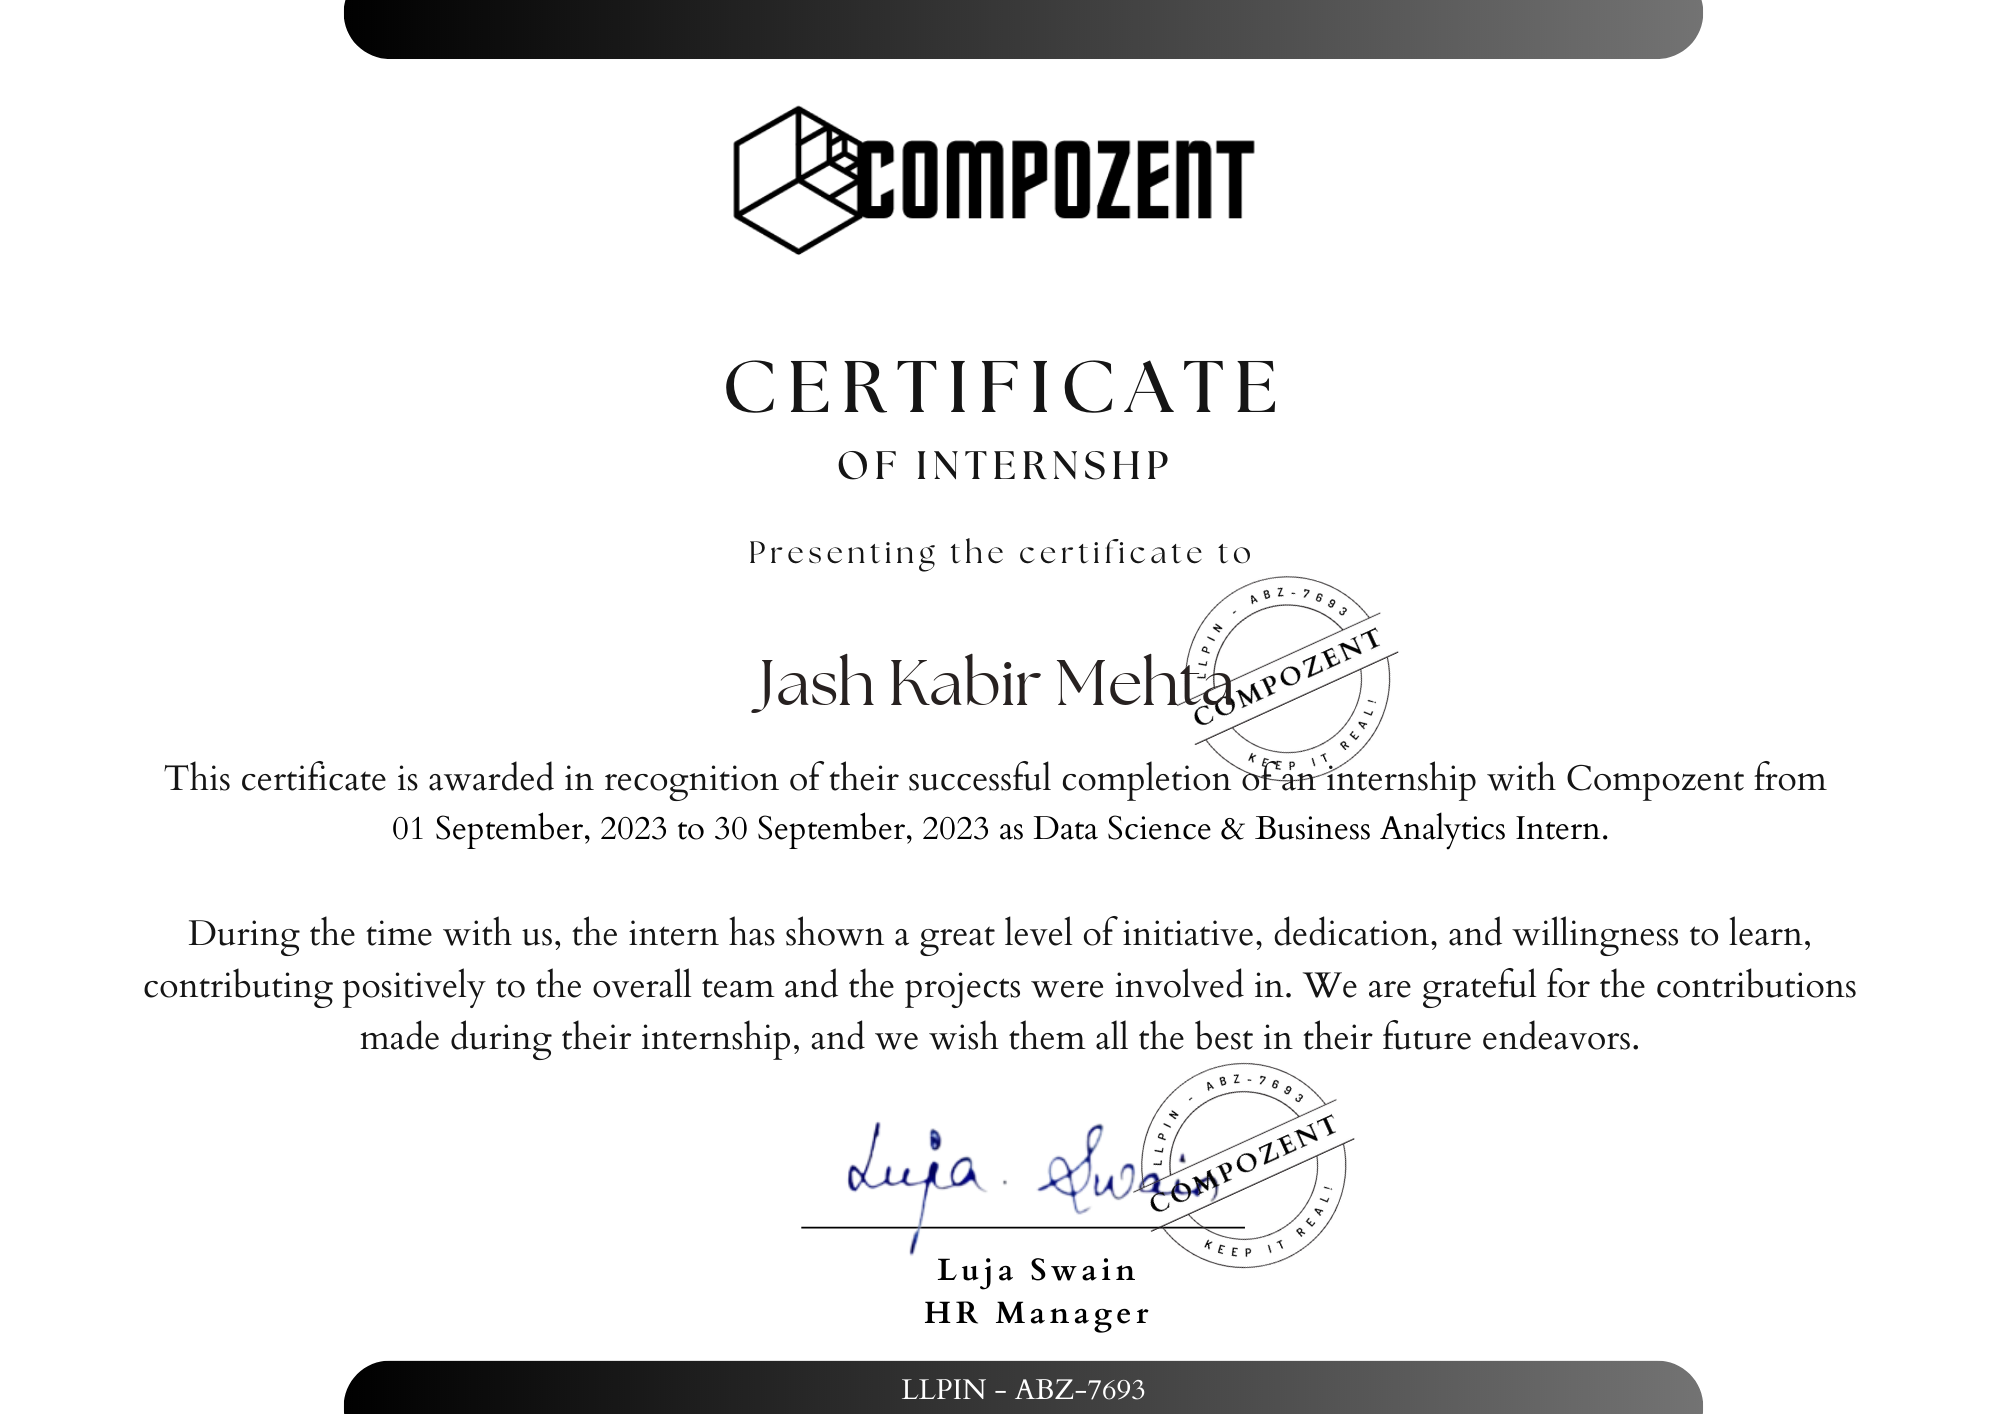 COMPOZENT
CERTIFICATE
OF INTERNSHP
Presenting the certificate to
LLPIN - ABZ-7693
COMPOZENT
KEEP IT REAL!
Jash Kabir Mehta
This certificate is awarded in recognition of their successful completion of an internship with Compozent from
01 September, 2023 to 30 September, 2023 as Data Science & Business Analytics Intern.
During the time with us, the intern has shown a great level of initiative, dedication, and willingness to learn,
contributing positively to the overall team and the projects were involved in. We are grateful for the contributions
made during their internship, and we wish them all the best in their future endeavors.
LLPIN - ABZ-7693
COMPOZENT
KEEP IT REAL!
Luja. Swain
Luja Swain
HR Manager
LLPIN - ABZ-7693